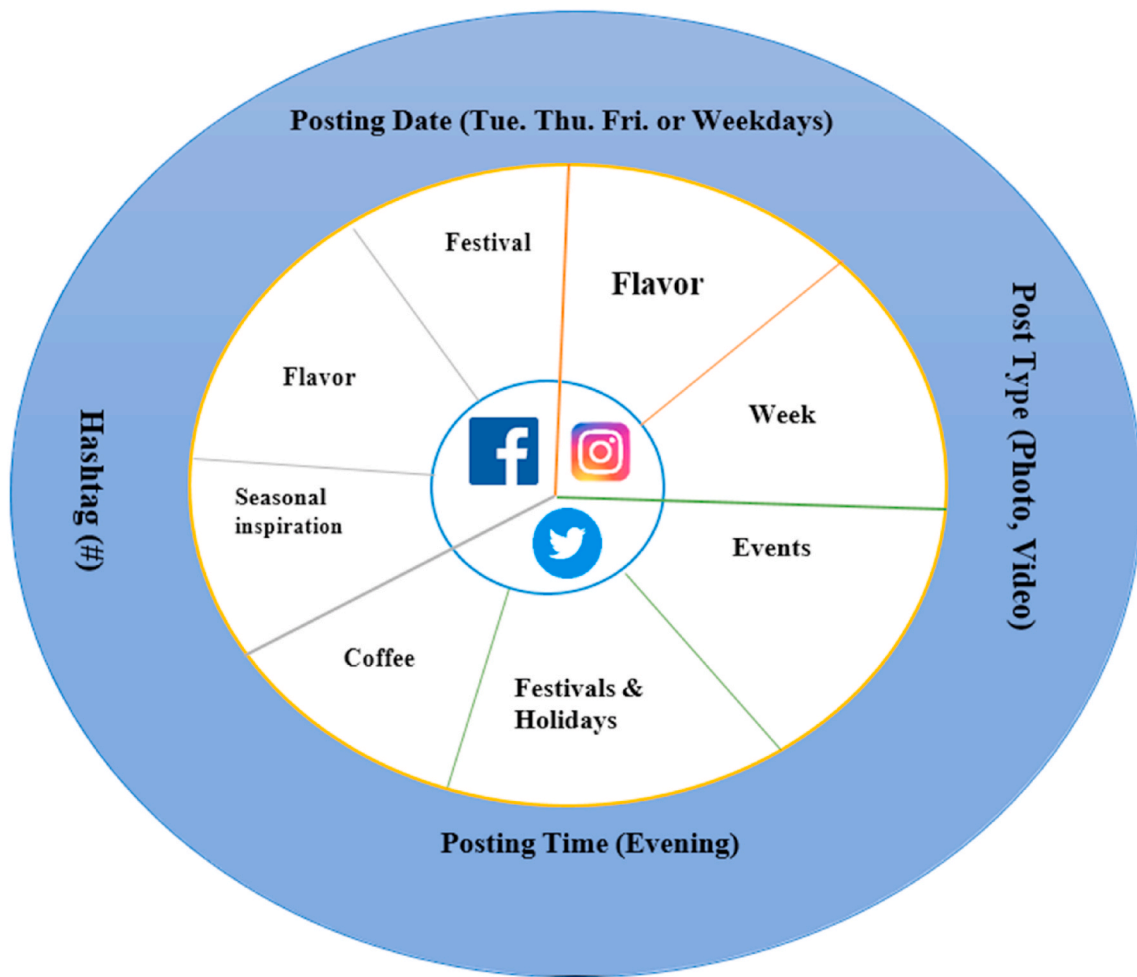 Posting Date (Tue. Thu. Fri. or Weekdays)
Festival
Flavor
Flavor
Week
Seasonal
inspiration
Events
Coffee
Festivals &
Holidays
Hashtag (#)
Post Type (Photo, Video)
Posting Time (Evening)